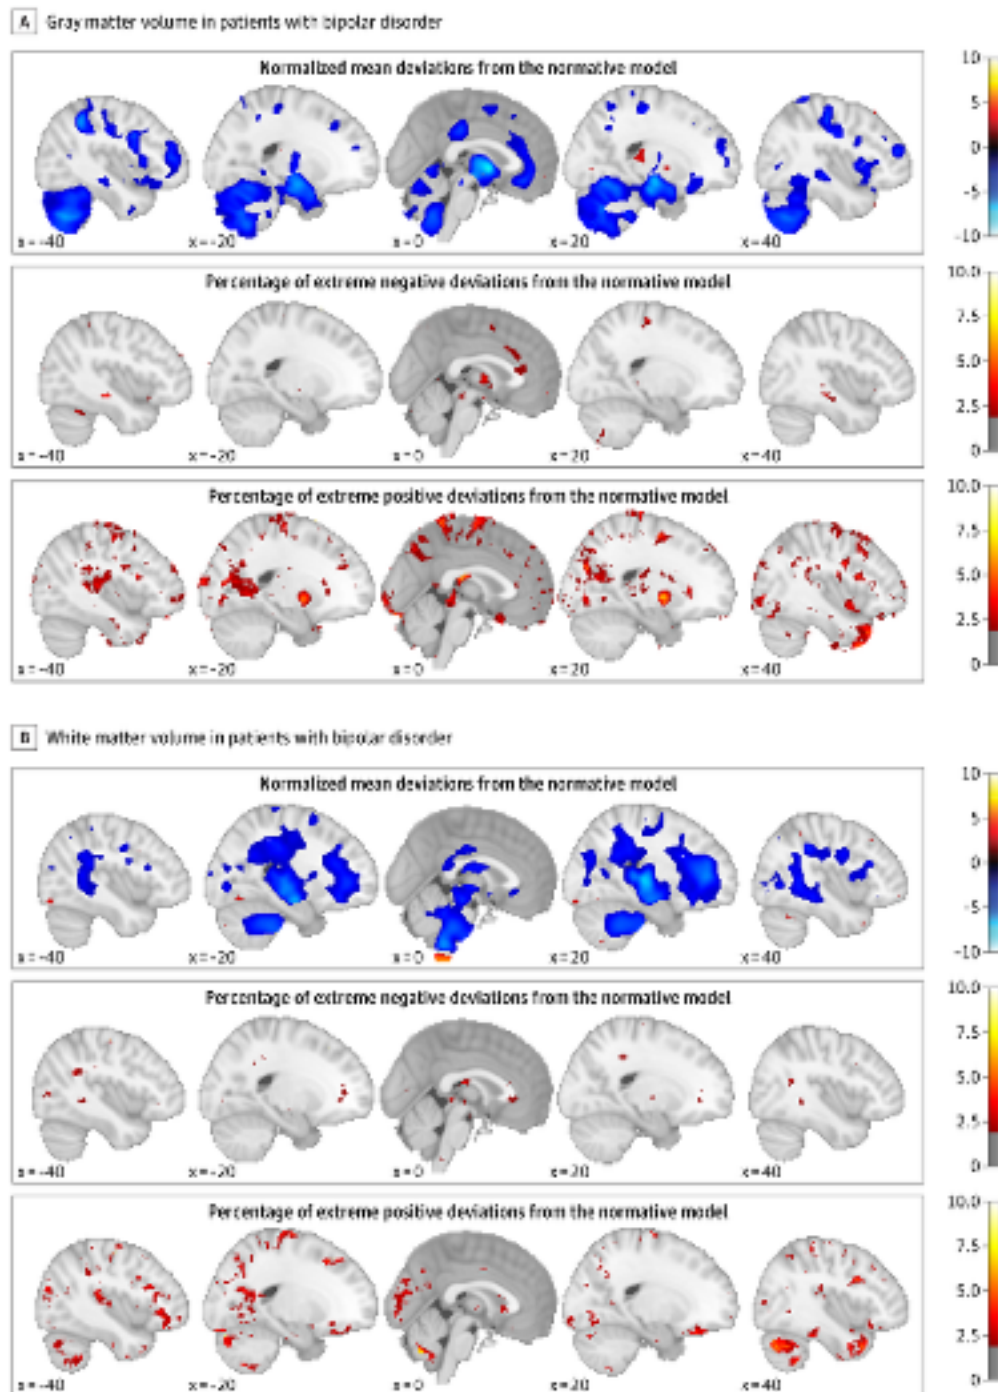 A Gray matter volume in patients with bipolar disorder
Normalized mean deviations from the normative model
10
5
0
-5
-10
x=-40 x=-20 x=0 x=20 x=40
Percentage of extreme negative deviations from the normative model
10.0
7.5
5.0
2.5
0
x=-40 x=-20 x=0 x=20 x=40
Percentage of extreme positive deviations from the normative model
10.0
7.5
5.0
2.5
0
x=-40 x=-20 x=0 x=20 x=40
B White matter volume in patients with bipolar disorder
Normalized mean deviations from the normative model
10
5
0
-5
-10
x=-40 x=-20 x=0 x=20 x=40
Percentage of extreme negative deviations from the normative model
10.0
7.5
5.0
2.5
0
x=-40 x=-20 x=0 x=20 x=40
Percentage of extreme positive deviations from the normative model
10.0
7.5
5.0
2.5
0
x=-40 x=-20 x=0 x=20 x=40